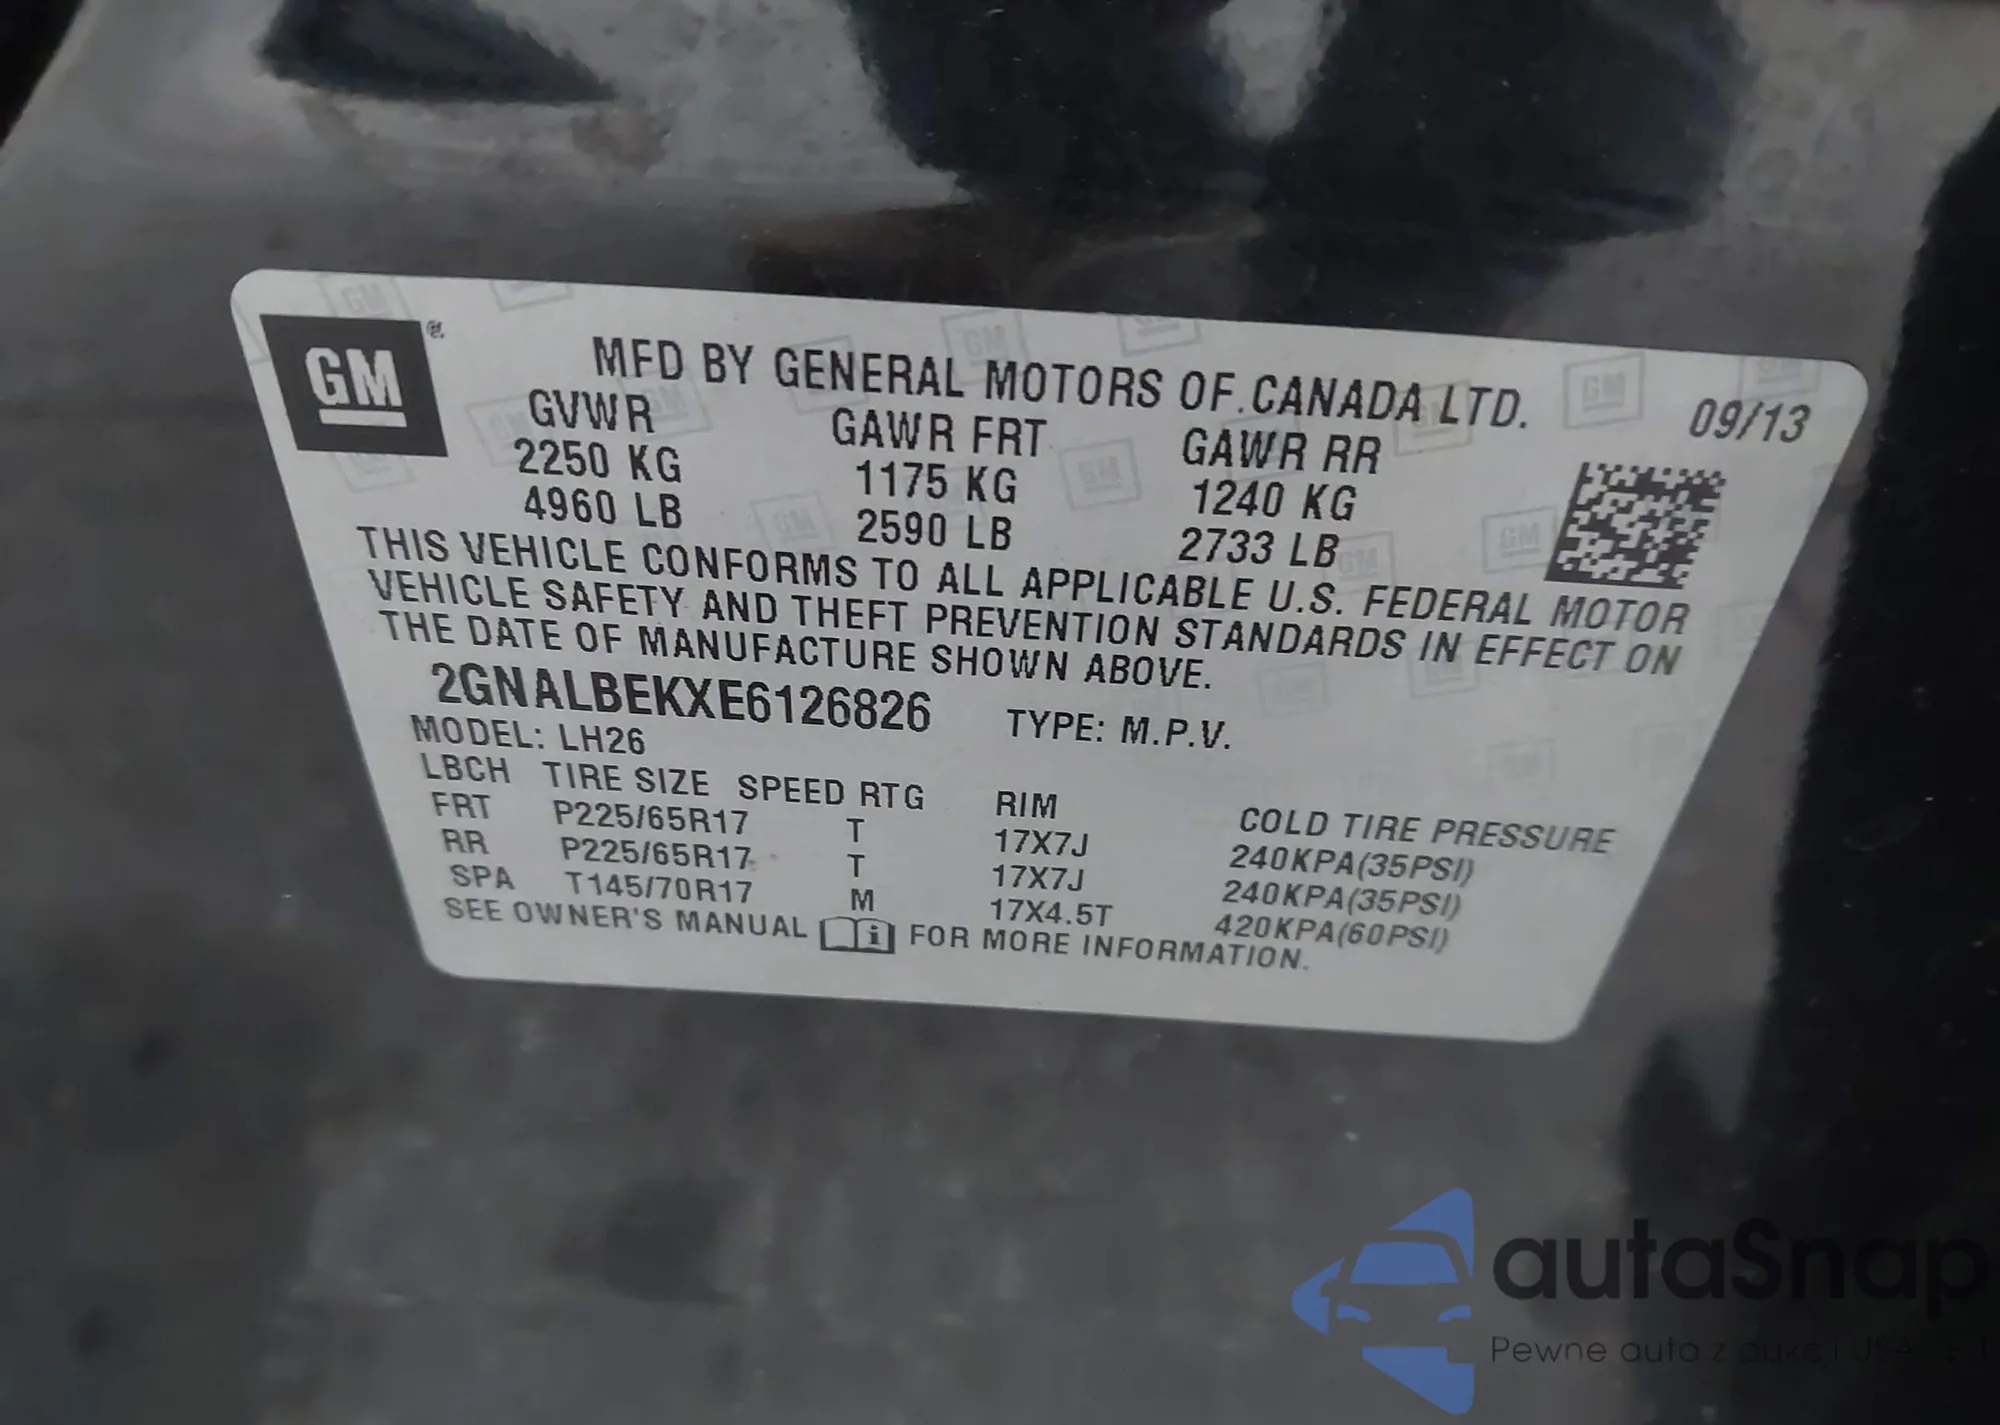 GM ®
MFD BY GENERAL MOTORS OF CANADA LTD.
09/13
GVWR GAWR FRT GAWR RR
2250 KG 1175 KG 1240 KG
4960 LB 2590 LB 2733 LB
THIS VEHICLE CONFORMS TO ALL APPLICABLE U.S. FEDERAL MOTOR
VEHICLE SAFETY AND THEFT PREVENTION STANDARDS IN EFFECT ON
THE DATE OF MANUFACTURE SHOWN ABOVE.
2GNALBEKXE6126826 TYPE: M.P.V.
MODEL: LH26
LBCH TIRE SIZE SPEED RTG RIM COLD TIRE PRESSURE
FRT P225/65R17 T 17X7J 240KPA(35PSI)
RR P225/65R17 T 17X7J 240KPA(35PSI)
SPA T145/70R17 M 17X4.5T 420KPA(60PSI)
SEE OWNER'S MANUAL i FOR MORE INFORMATION.
autaSnap
Pewne auta z aukcji USA